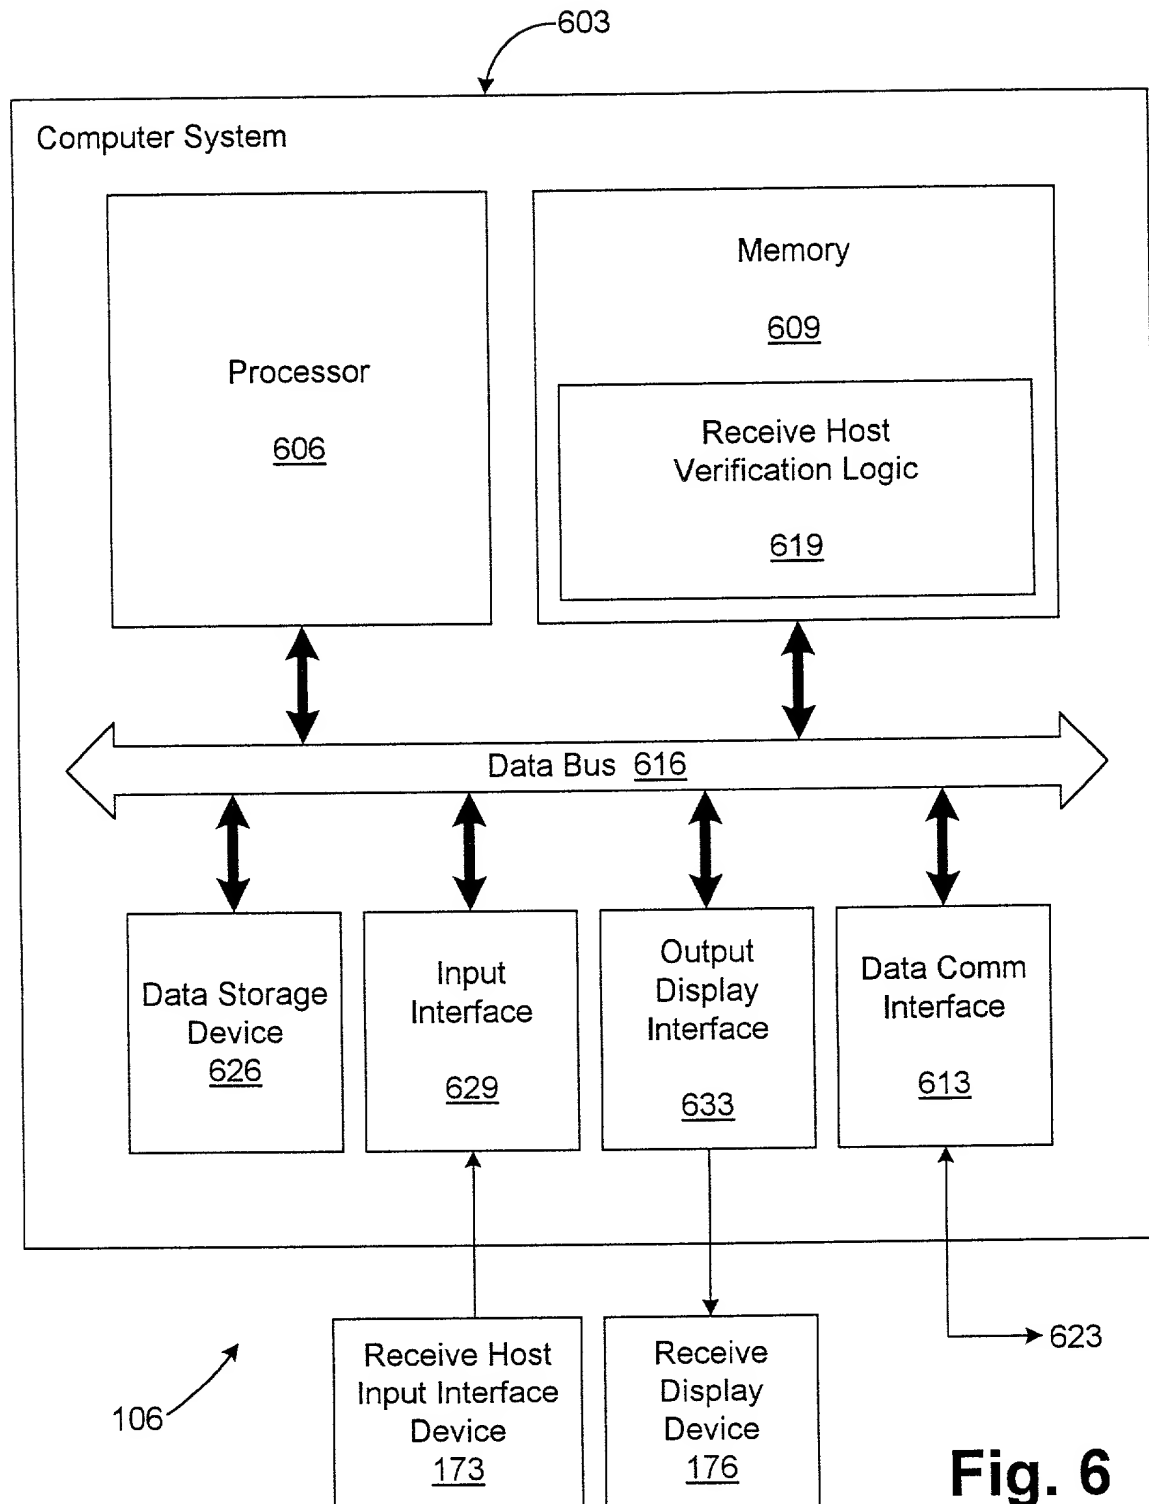 603
Computer System
Processor
606
Memory
609
Receive Host
Verification Logic
619
Data Bus 616
Data Storage
Device
626
Input
Interface
629
Output
Display
Interface
633
Data Comm
Interface
613
623
106
Receive Host
Input Interface
Device
173
Receive
Display
Device
176
Fig. 6